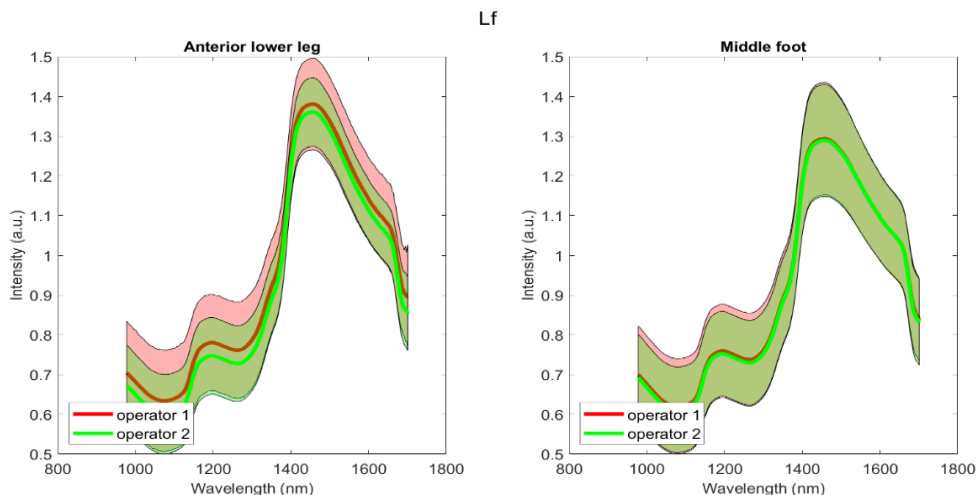 Lf
Anterior lower leg
1.5
1.4
1.3
1.2
1.1
1
0.9
0.8
0.7
0.6
0.5
Intensity (a.u.)
operator 1
operator 2
800 1000 1200 1400 1600 1800
Wavelength (nm)
Middle foot
1.5
1.4
1.3
1.2
1.1
1
0.9
0.8
0.7
0.6
0.5
Intensity (a.u.)
operator 1
operator 2
800 1000 1200 1400 1600 1800
Wavelength (nm)